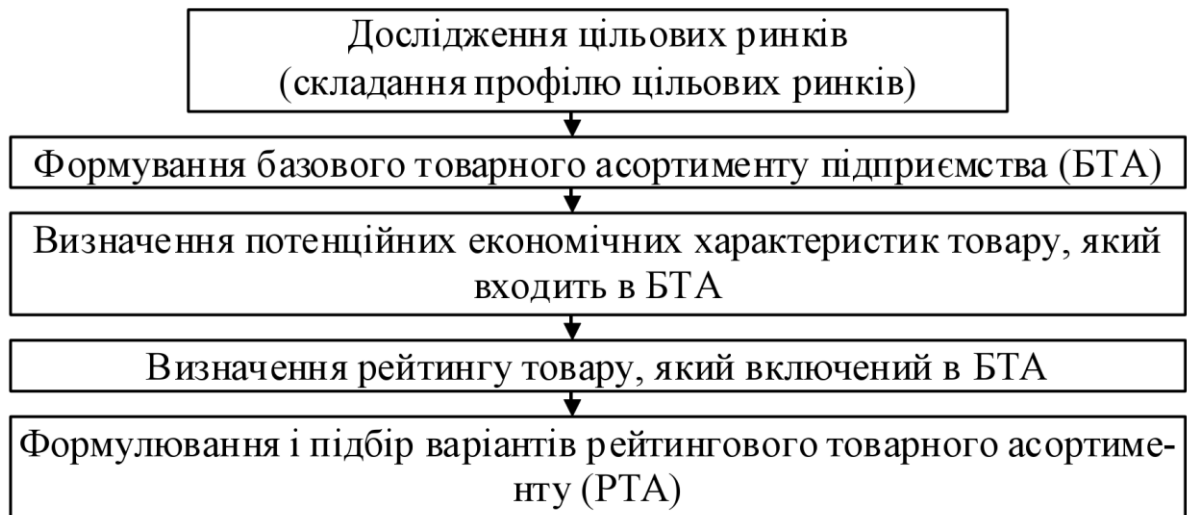 Дослідження цільових ринків
(складання профілю цільових ринків)
Формування базового товарного асортименту підприємства (БТА)
Визначення потенційних економічних характеристик товару, який
входить в БТА
Визначення рейтингу товару, який включений в БТА
Формулювання і підбір варіантів рейтингового товарного асортиме-
нту (РТА)